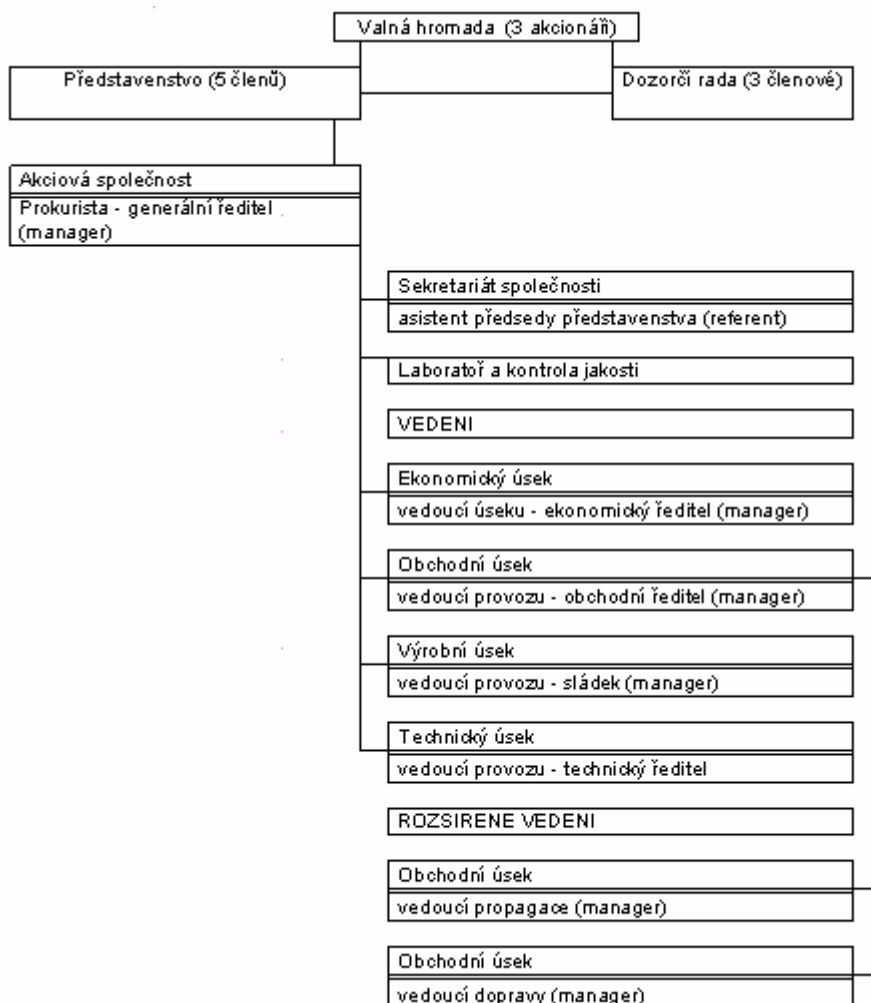 Valná hromada (3 akcionáři)
Představenstvo (5 členů)
Dozorčí rada (3 členové)
Akciová společnost
Prokurista - generální ředitel
(manager)
Sekretariát společnosti
asistent předsedy představenstva (referent)
Laboratoř a kontrola jakosti
VEDENI
Ekonomický úsek
vedoucí úseku - ekonomický ředitel (manager)
Obchodní úsek
vedoucí provozu - obchodní ředitel (manager)
Výrobní úsek
vedoucí provozu - sládek (manager)
Technický úsek
vedoucí provozu - technický ředitel
ROZSIRENE VEDENI
Obchodní úsek
vedoucí propagace (manager)
Obchodní úsek
vedoucí dopravy (manager)